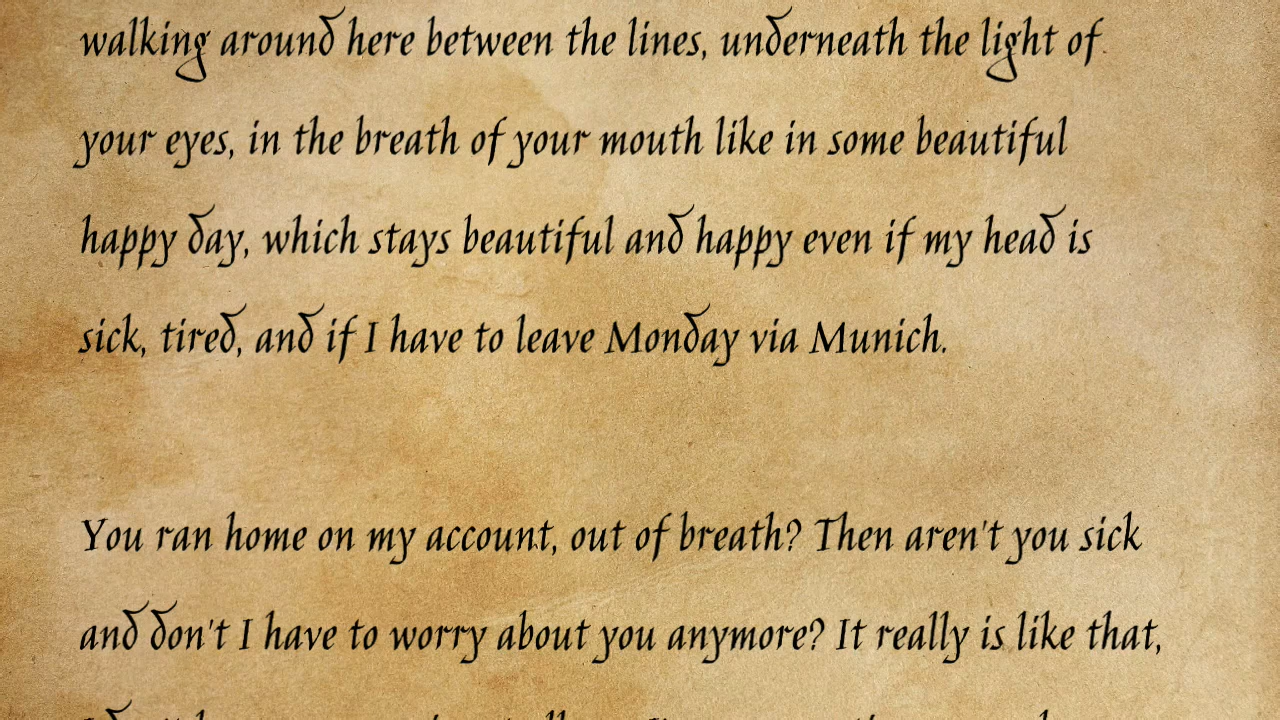 walking around here between the lines, underneath the light of
your eyes, in the breath of your mouth like in some beautiful
happy day, which stays beautiful and happy even if my head is
sick, tired, and if I have to leave Monday via Munich.
You ran home on my account, out of breath? Then aren't you sick
and don't I have to worry about you anymore? It really is like that,